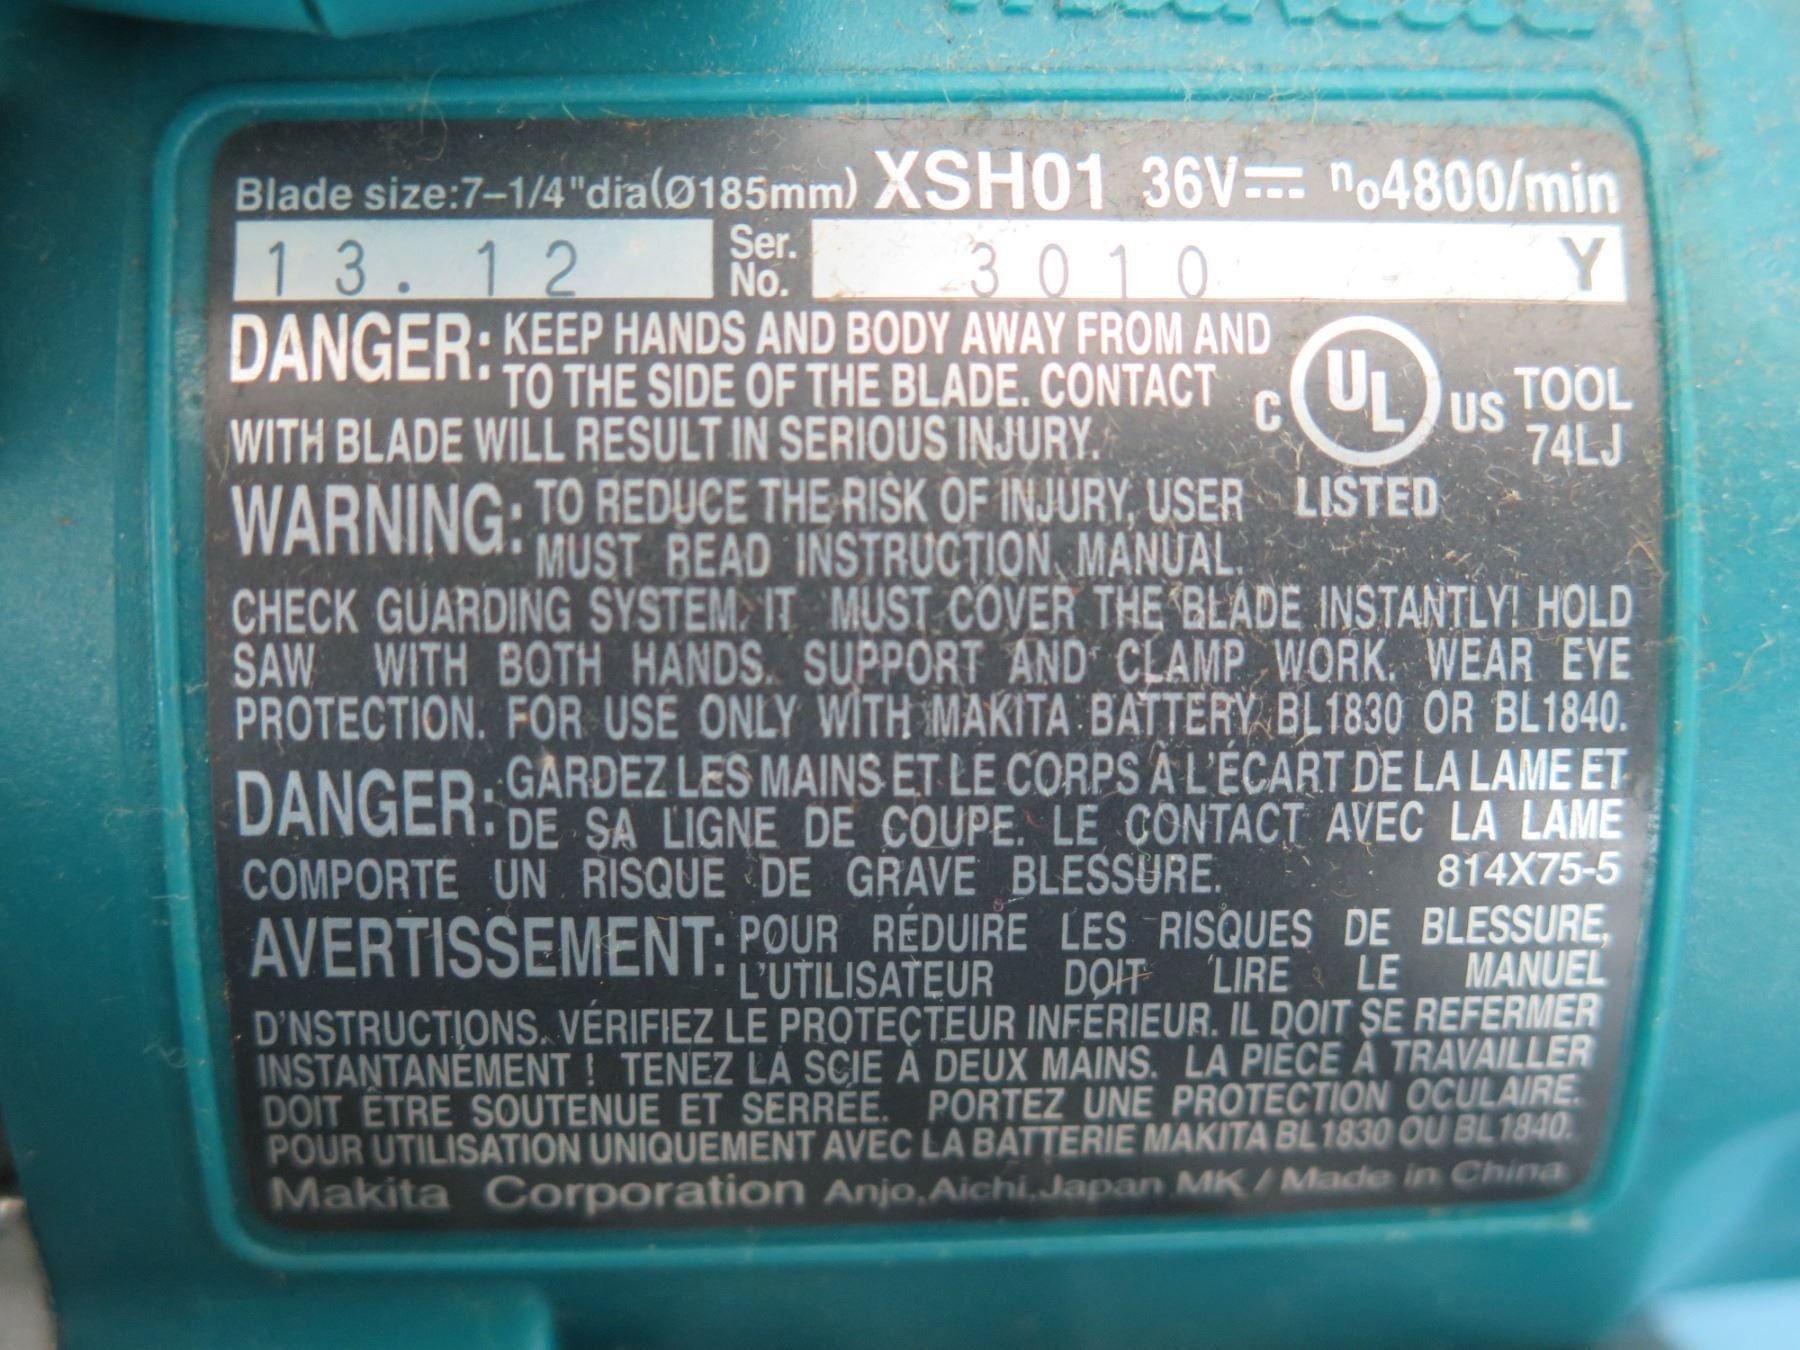 Blade size:7-1/4"dia(Ø185mm) XSH01 36V⎓ n₀4800/min
13.12 Ser. No. 3010 Y
DANGER: KEEP HANDS AND BODY AWAY FROM AND
TO THE SIDE OF THE BLADE. CONTACT
WITH BLADE WILL RESULT IN SERIOUS INJURY.
C UL US LISTED
TOOL
74LJ
WARNING: TO REDUCE THE RISK OF INJURY, USER
MUST READ INSTRUCTION MANUAL.
CHECK GUARDING SYSTEM. IT MUST COVER THE BLADE INSTANTLY! HOLD
SAW WITH BOTH HANDS. SUPPORT AND CLAMP WORK. WEAR EYE
PROTECTION. FOR USE ONLY WITH MAKITA BATTERY BL1830 OR BL1840.
DANGER: GARDEZ LES MAINS ET LE CORPS À L'ÉCART DE LA LAME ET
DE SA LIGNE DE COUPE. LE CONTACT AVEC LA LAME
COMPORTE UN RISQUE DE GRAVE BLESSURE. 814X75-5
AVERTISSEMENT: POUR RÉDUIRE LES RISQUES DE BLESSURE,
L'UTILISATEUR DOIT LIRE LE MANUEL
D'NSTRUCTIONS. VÉRIFIEZ LE PROTECTEUR INFÉRIEUR. IL DOIT SE REFERMER
INSTANTANÉMENT ! TENEZ LA SCIE À DEUX MAINS. LA PIÈCE À TRAVAILLER
DOIT ÊTRE SOUTENUE ET SERRÉE. PORTEZ UNE PROTECTION OCULAIRE.
POUR UTILISATION UNIQUEMENT AVEC LA BATTERIE MAKITA BL1830 OU BL1840.
Makita Corporation Anjo,Aichi,Japan MK / Made in China